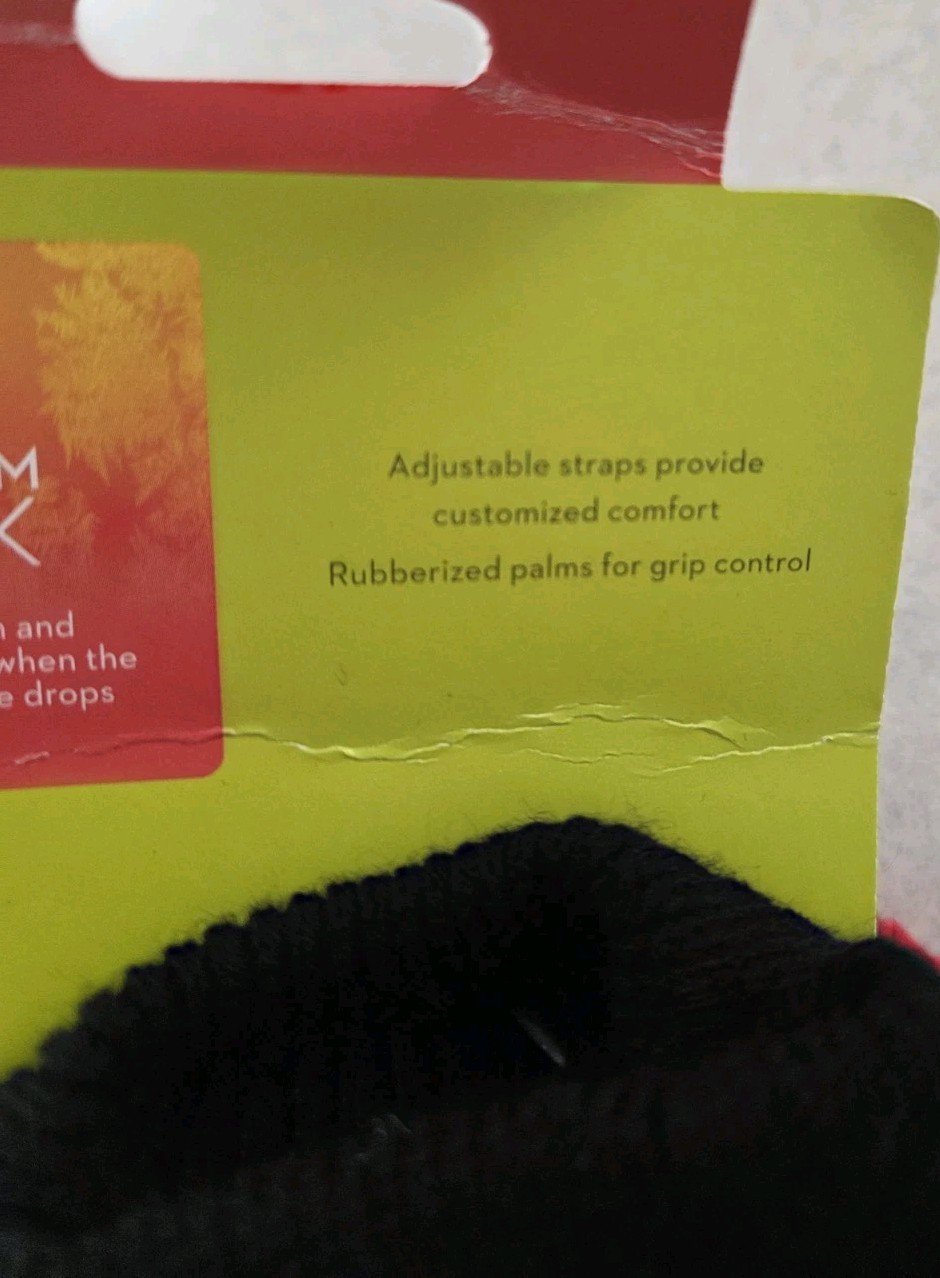 M
K
and
when the
drops
Adjustable straps provide
customized comfort
Rubberized palms for grip control